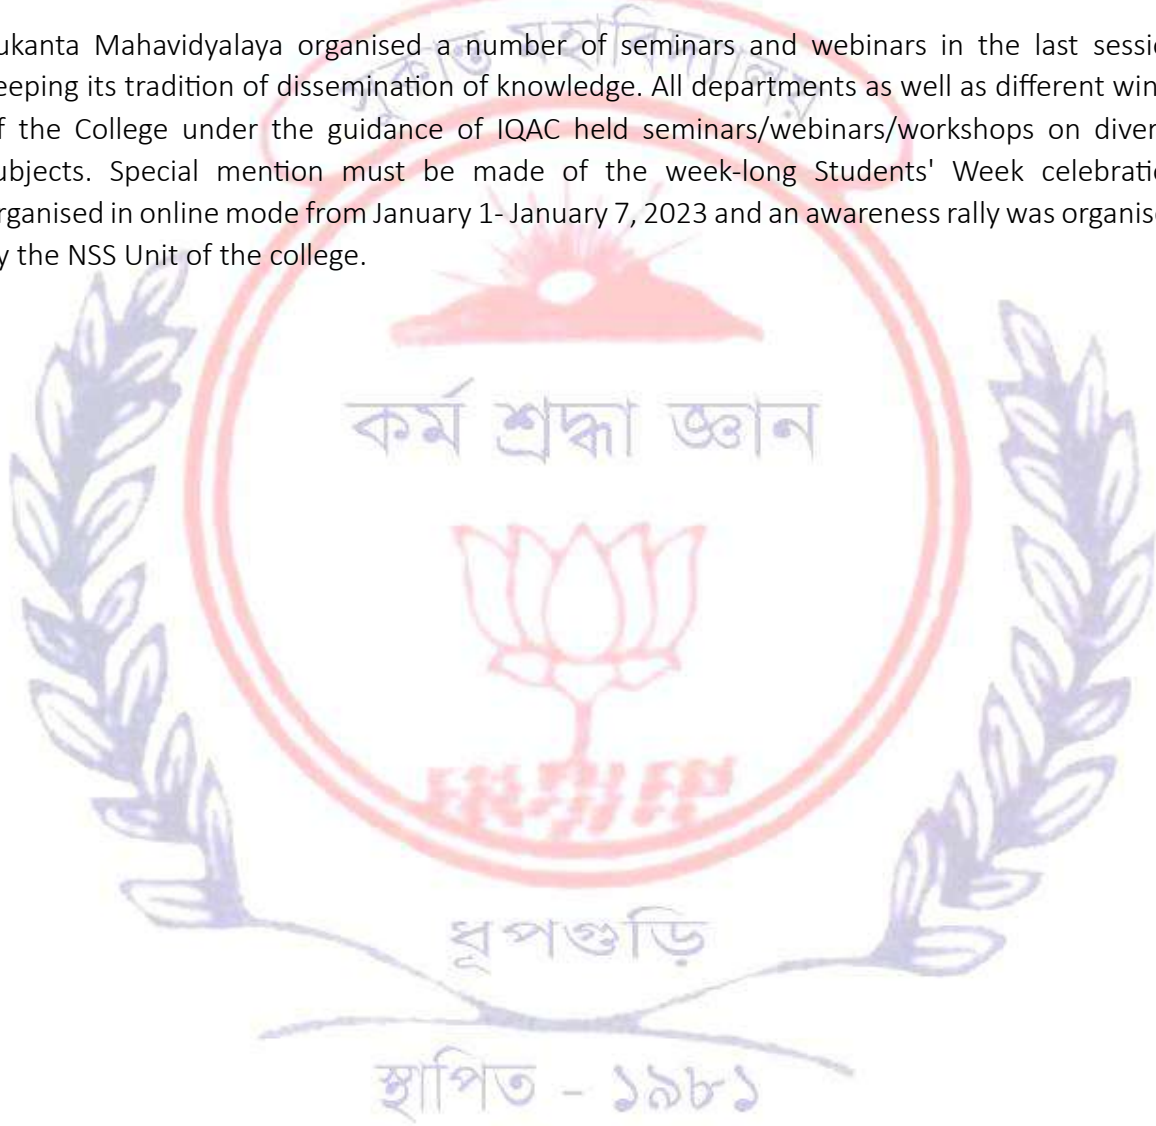 ukanta Mahavidyalaya organised a number of seminars and webinars in the last sessi
eeping its tradition of dissemination of knowledge. All departments as well as different win
f the College under the guidance of IQAC held seminars/webinars/workshops on diver
ubjects. Special mention must be made of the week-long Students' Week celebrati
rganised in online mode from January 1- January 7, 2023 and an awareness rally was organis
y the NSS Unit of the college.
সুকান্ত মহাবিদ্যালয়
কর্ম শ্রদ্ধা জ্ঞান
ধূপগুড়ি
স্থাপিত - ১৯৮১